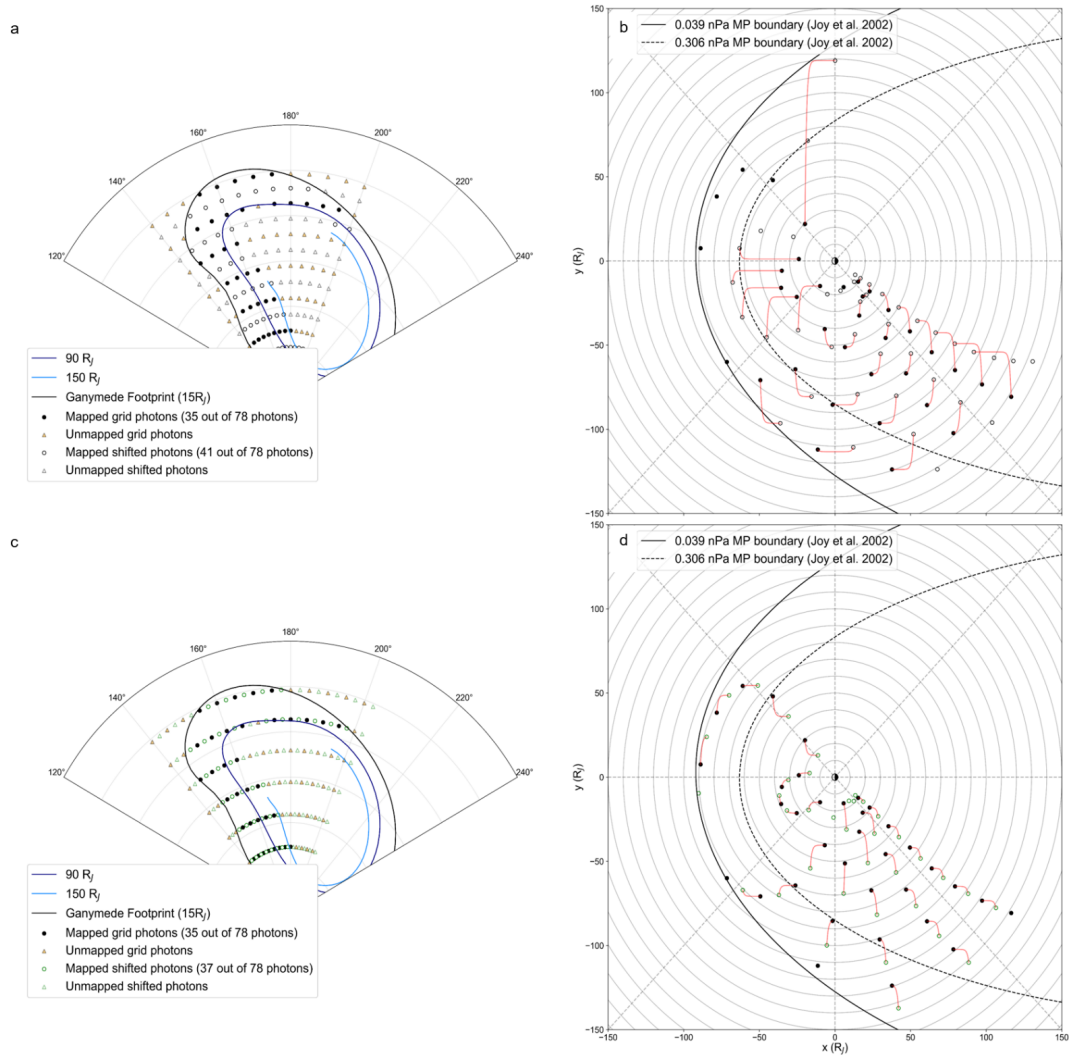 a
120°
140°
160°
180°
200°
220°
240°
90 R_J
150 R_J
Ganymede Footprint (15R_J)
Mapped grid photons (35 out of 78 photons)
Unmapped grid photons
Mapped shifted photons (41 out of 78 photons)
Unmapped shifted photons
b
0.039 nPa MP boundary (Joy et al. 2002)
0.306 nPa MP boundary (Joy et al. 2002)
y (R_J)
150
100
50
0
−50
−100
−150
c
120°
140°
160°
180°
200°
220°
240°
90 R_J
150 R_J
Ganymede Footprint (15R_J)
Mapped grid photons (35 out of 78 photons)
Unmapped grid photons
Mapped shifted photons (37 out of 78 photons)
Unmapped shifted photons
d
0.039 nPa MP boundary (Joy et al. 2002)
0.306 nPa MP boundary (Joy et al. 2002)
y (R_J)
150
100
50
0
−50
−100
−150
−150 −100 −50 0 50 100 150
x (R_J)